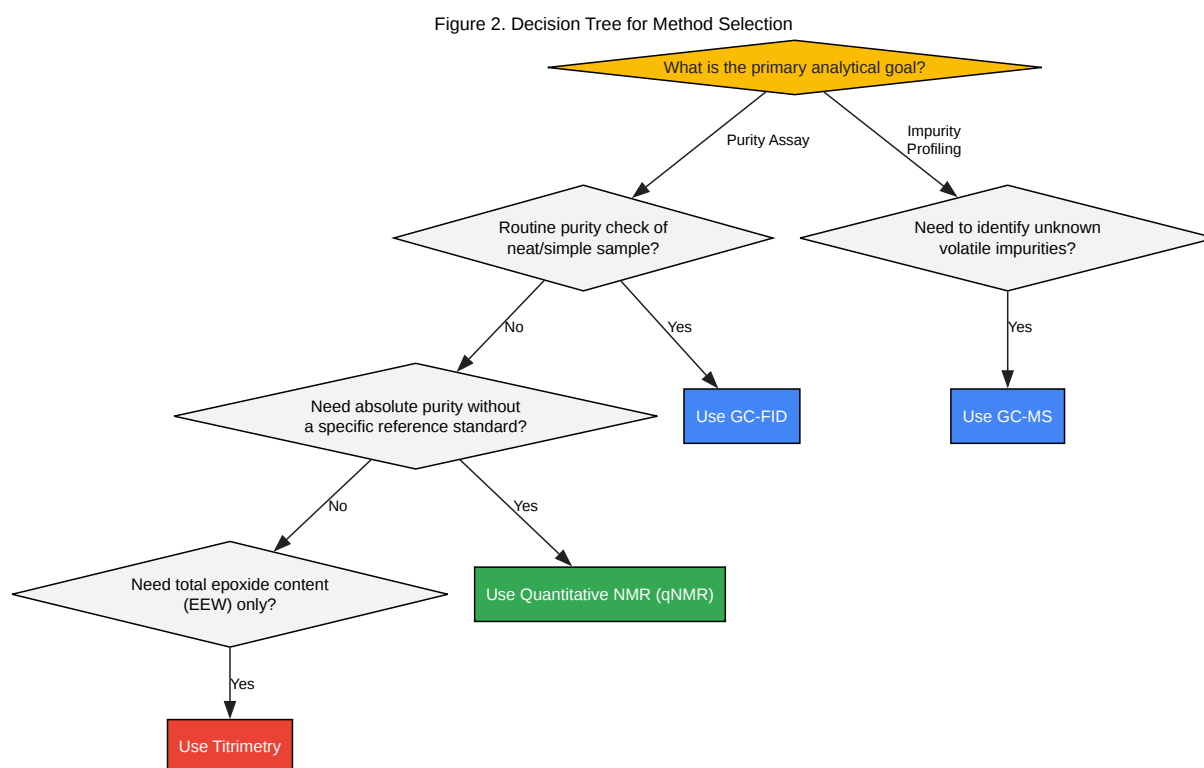 Figure 2. Decision Tree for Method Selection
What is the primary analytical goal?
Purity Assay
Impurity
Profiling
Routine purity check of
neat/simple sample?
Need to identify unknown
volatile impurities?
No
Yes
Yes
Need absolute purity without
a specific reference standard?
Use GC-FID
Use GC-MS
No
Yes
Need total epoxide content
(EEW) only?
Use Quantitative NMR (qNMR)
Yes
Use Titrimetry